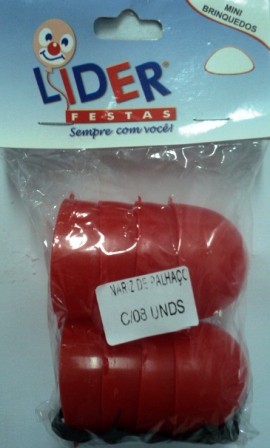 MINI
BRINQUEDOS
LIDER
FESTAS
Sempre com você!
NARIZ DE PALHAÇO
C/08 UNDS